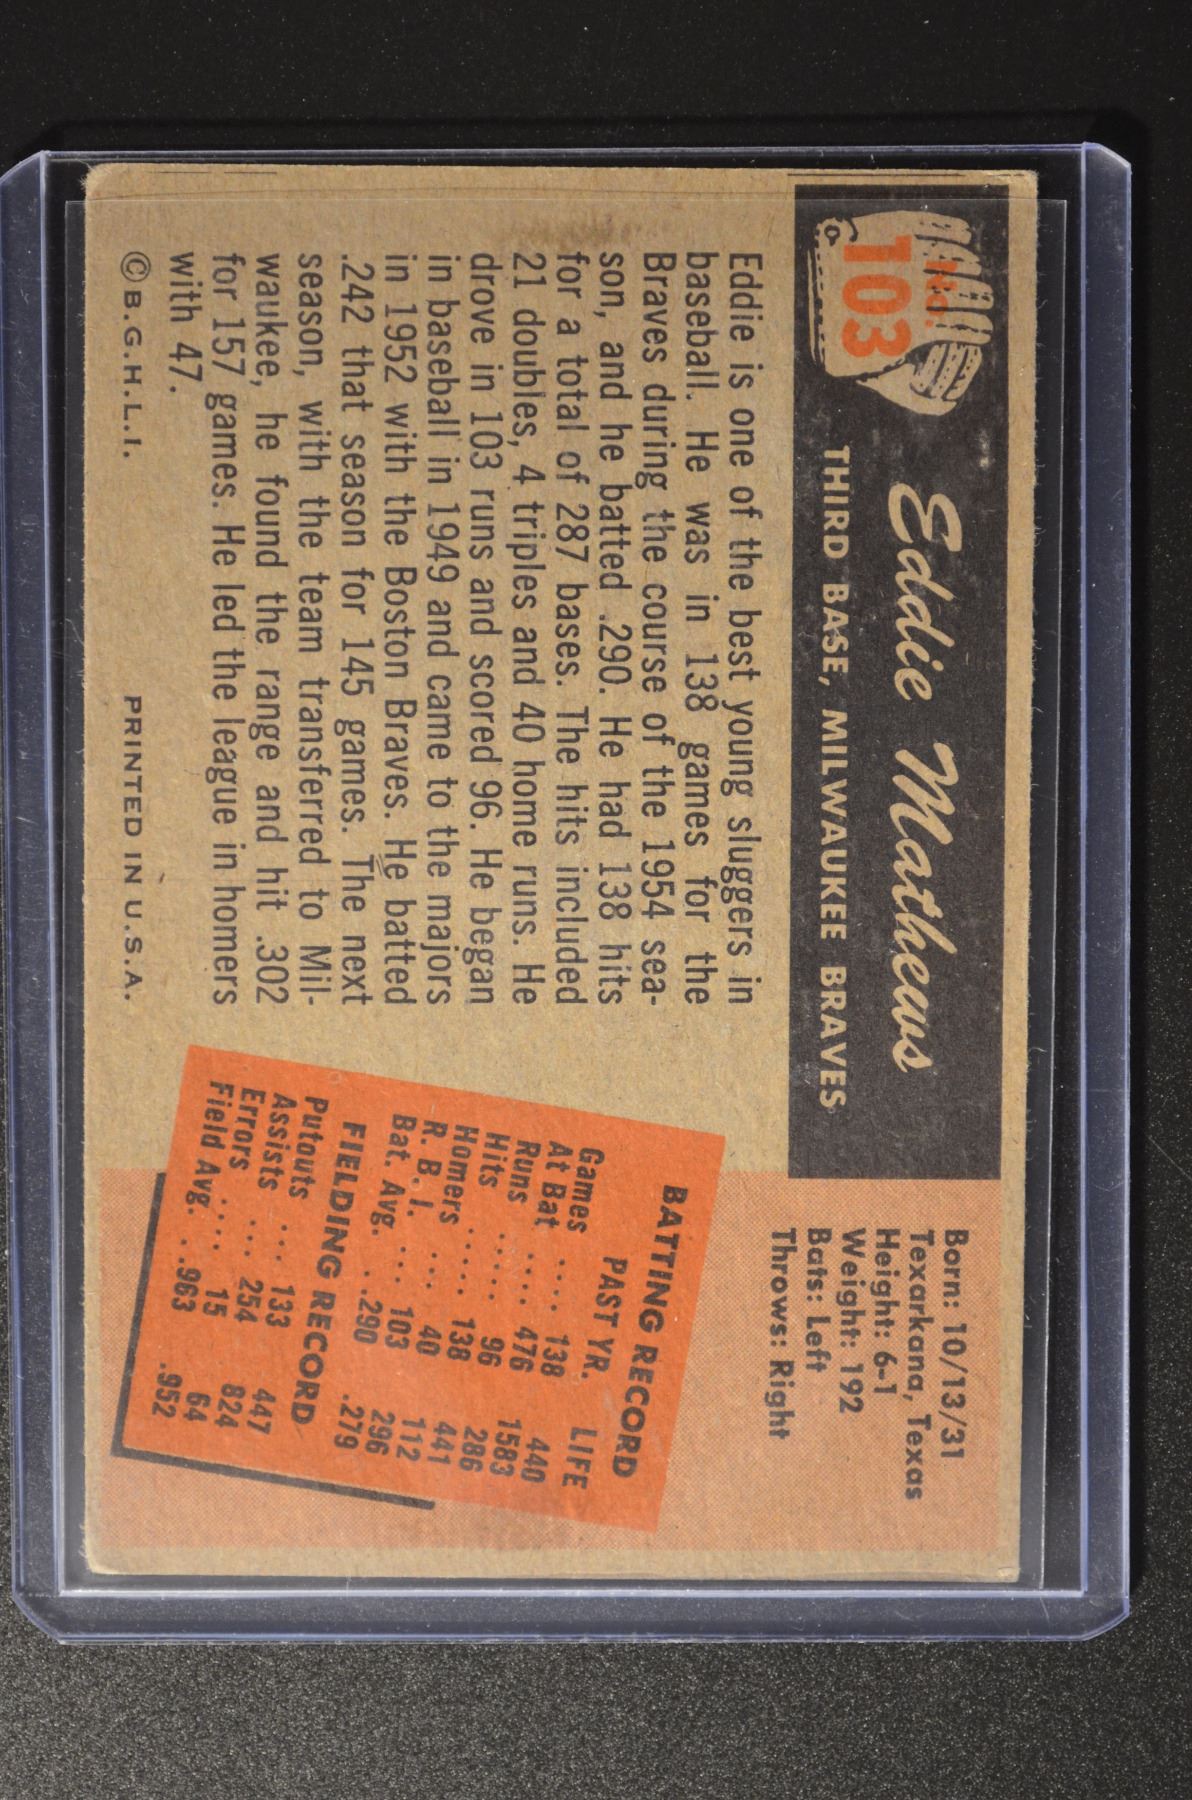 No.
103
Eddie Mathews
THIRD BASE, MILWAUKEE BRAVES
Born: 10/13/31
Texarkana, Texas
Height: 6-1
Weight: 192
Bats: Left
Throws: Right
Eddie is one of the best young sluggers in
baseball. He was in 138 games for the
Braves during the course of the 1954 sea-
son, and he batted .290. He had 138 hits
for a total of 287 bases. The hits included
21 doubles, 4 triples and 40 home runs. He
drove in 103 runs and scored 96. He began
in baseball in 1949 and came to the majors
in 1952 with the Boston Braves. He batted
.242 that season for 145 games. The next
season, with the team transferred to Mil-
waukee, he found the range and hit .302
for 157 games. He led the league in homers
with 47.
BATTING RECORD
PAST YR. LIFE
Games .... 138 440
At Bat .... 476 1583
Runs ..... 96 286
Hits ..... 138 441
Homers ... 40 112
R. B. I. ... 103 296
Bat. Avg. . .290 .279
FIELDING RECORD
Putouts ... 133 447
Assists ... 254 824
Errors .... 15 64
Field Avg. . .963 .952
© B.G.H.L.I. PRINTED IN U.S.A.